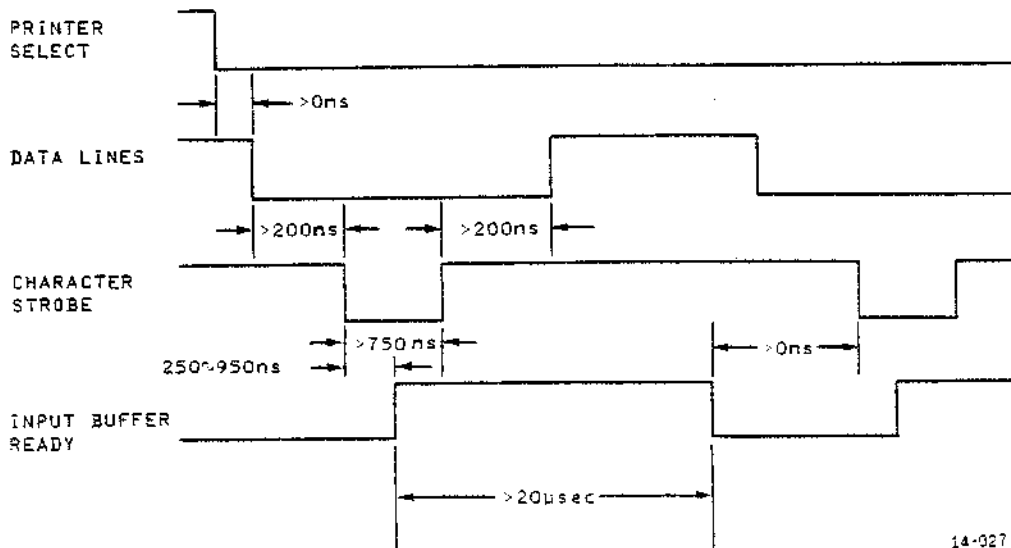 PRINTER
SELECT
>0ns
DATA LINES
>200ns
>200ns
CHARACTER
STROBE
>750ns
>0ns
250~950ns
INPUT BUFFER
READY
>20µsec
14-027